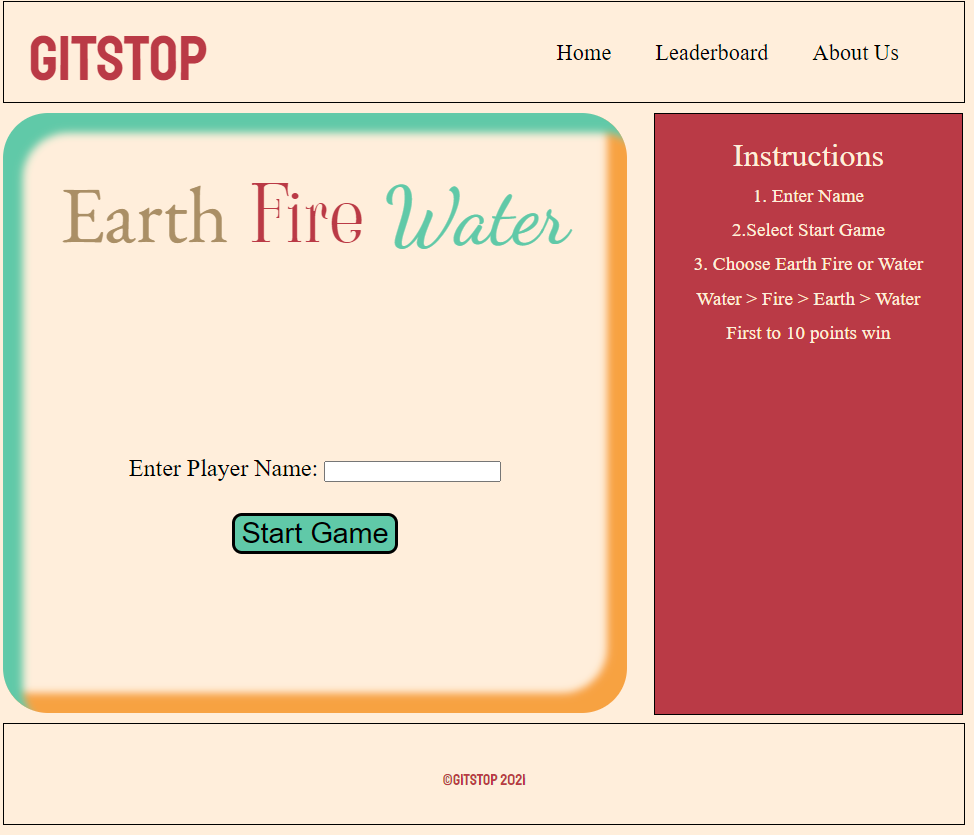 GITSTOP
Home Leaderboard About Us
Earth Fire Water
Enter Player Name:
Start Game
Instructions
1. Enter Name
2.Select Start Game
3. Choose Earth Fire or Water
Water > Fire > Earth > Water
First to 10 points win
©GITSTOP 2021